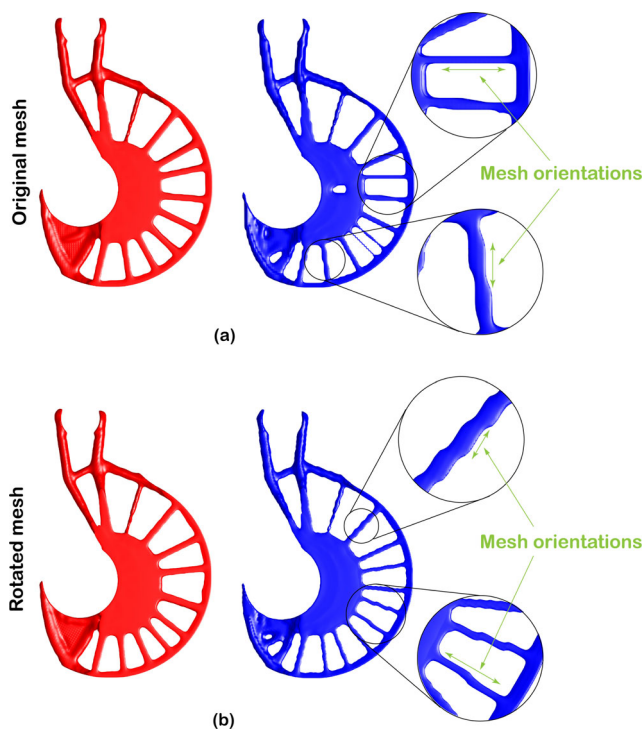 Original mesh
Mesh orientations
(a)
Rotated mesh
Mesh orientations
(b)